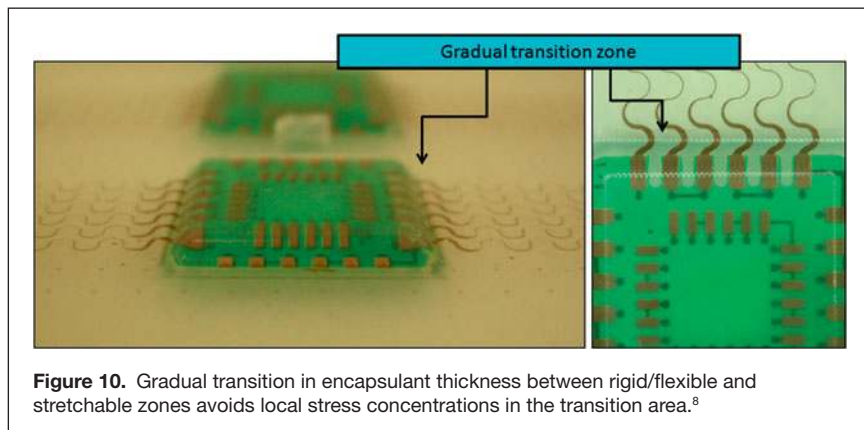 Gradual transition zone
Figure 10. Gradual transition in encapsulant thickness between rigid/flexible and
stretchable zones avoids local stress concentrations in the transition area.8